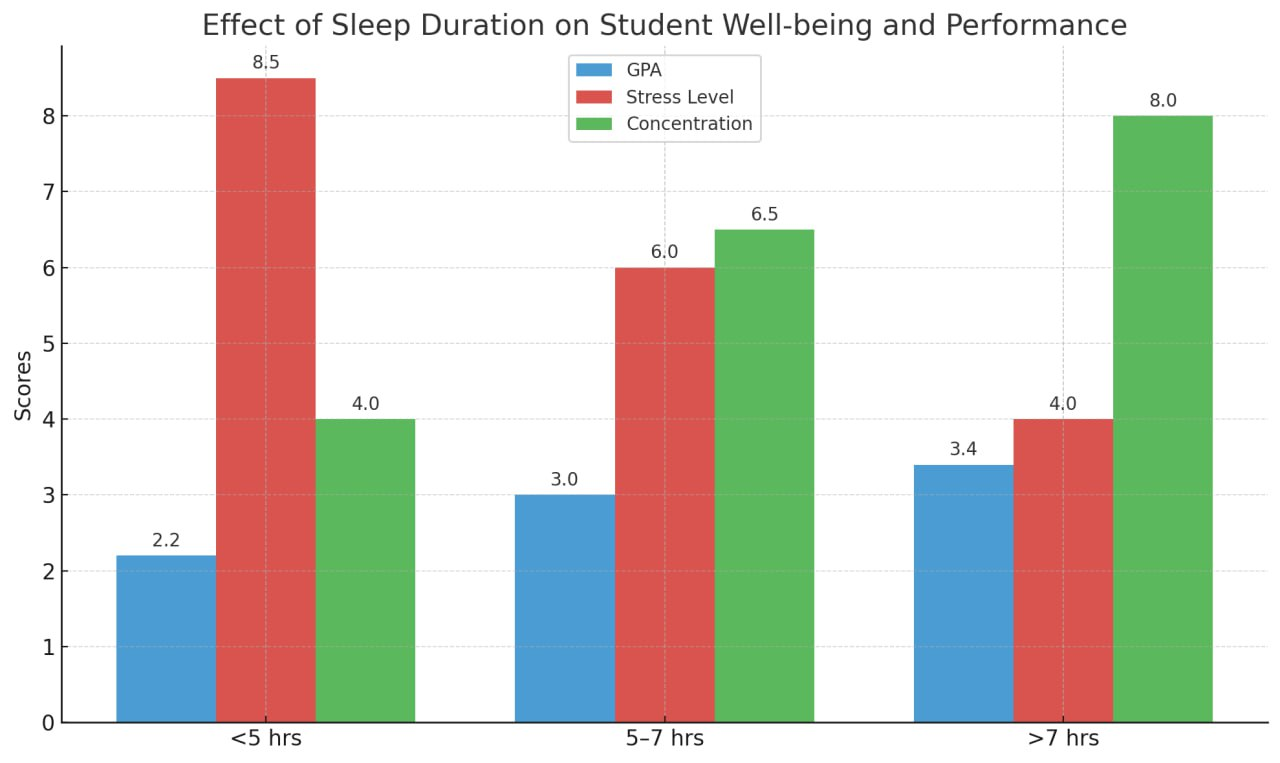 Effect of Sleep Duration on Student Well-being and Performance
GPA
Stress Level
Concentration
Scores
8
7
6
5
4
3
2
1
0
2.2
8.5
4.0
3.0
6.0
6.5
3.4
4.0
8.0
<5 hrs
5–7 hrs
>7 hrs